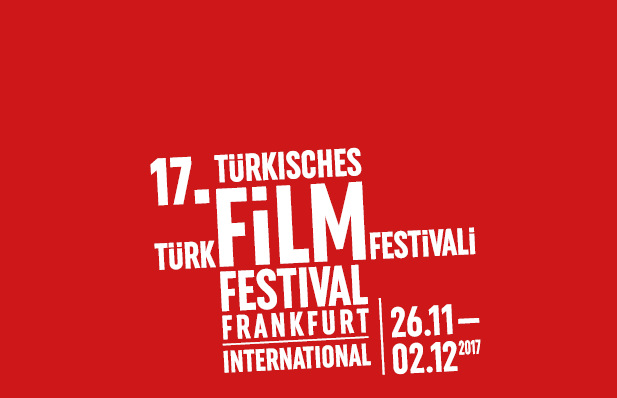 17. TÜRKISCHES
TÜRK FiLM FESTiVALi
FESTIVAL
FRANKFURT
INTERNATIONAL
26.11—
02.12 2017